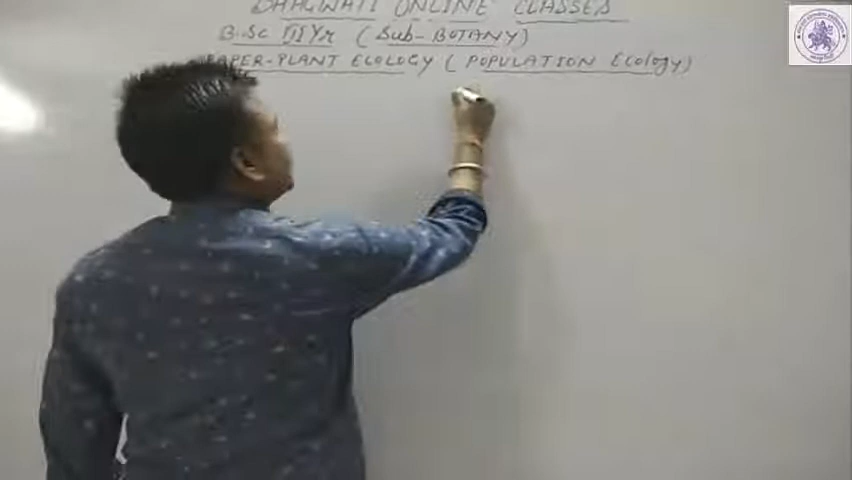 BHAGWATI ONLINE CLASSES
B.Sc IIIYr (Sub- BOTANY)
PAPER-PLANT ECOLOGY (POPULATION Ecology)